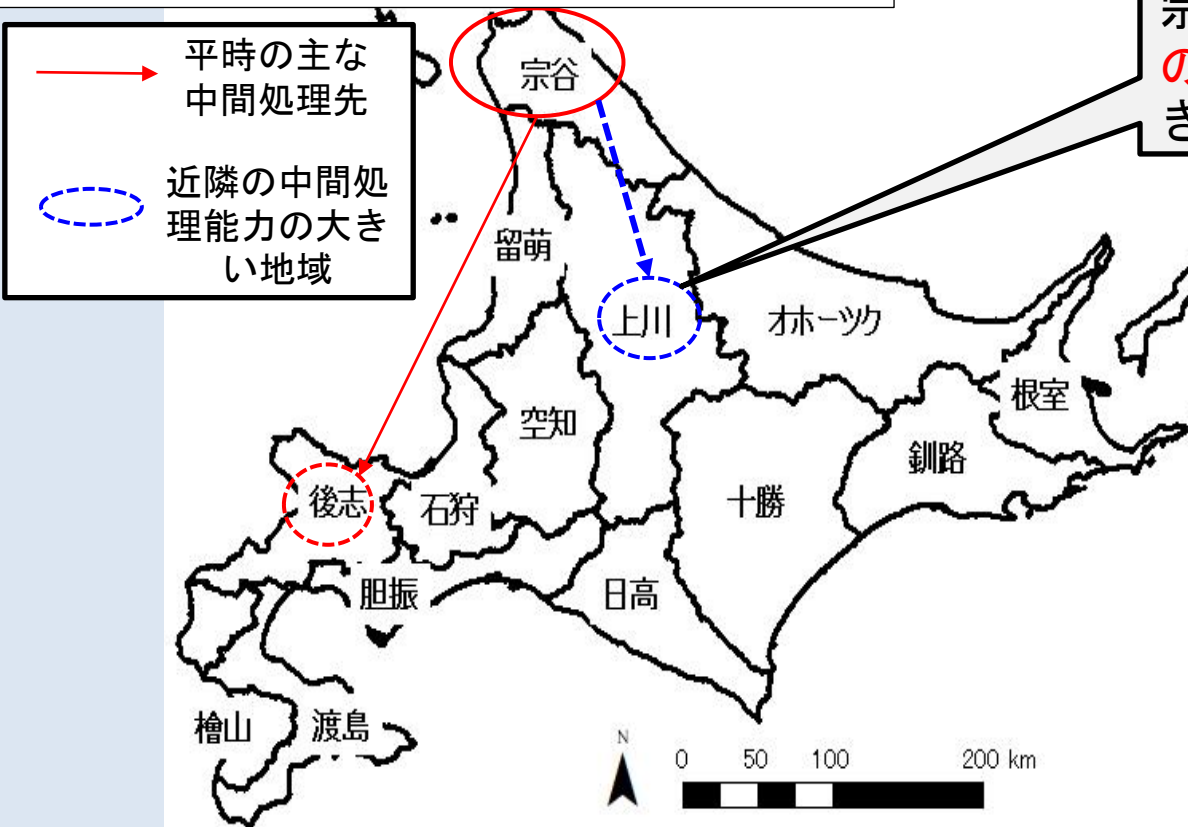 平時の主な
中間処理先
近隣の中間処
理能力の大き
い地域
の
き
宗谷
留萌
上川
オホーツク
空知
根室
釧路
後志
石狩
十勝
胆振
日高
檜山
渡島
N
0 50 100 200 km